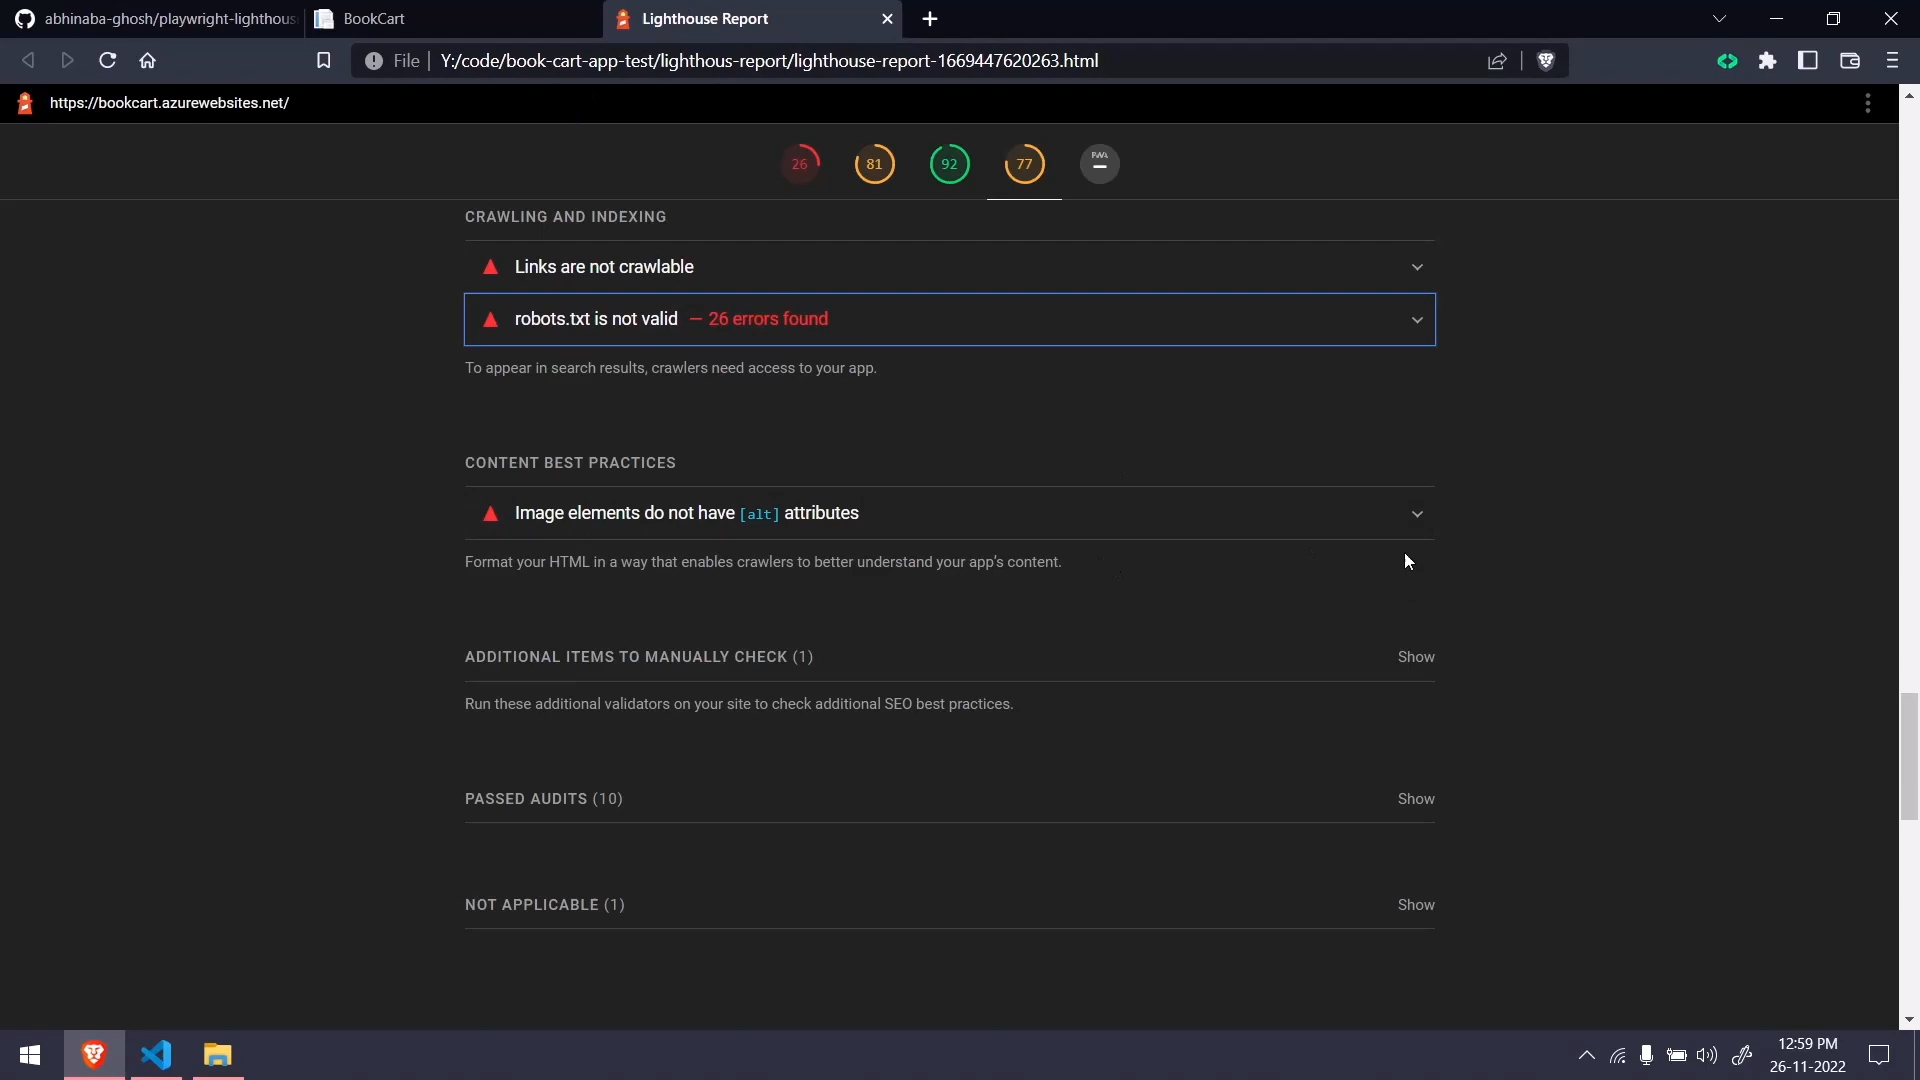 abhinaba-ghosh/playwright-lighthous
BookCart
Lighthouse Report
File
Y:/code/book-cart-app-test/lighthous-report/lighthouse-report-1669447620263.html
https://bookcart.azurewebsites.net/
26
81
92
77
PWA
CRAWLING AND INDEXING
Links are not crawlable
robots.txt is not valid — 26 errors found
To appear in search results, crawlers need access to your app.
CONTENT BEST PRACTICES
Image elements do not have [alt] attributes
Format your HTML in a way that enables crawlers to better understand your app’s content.
ADDITIONAL ITEMS TO MANUALLY CHECK (1)
Show
Run these additional validators on your site to check additional SEO best practices.
PASSED AUDITS (10)
Show
NOT APPLICABLE (1)
Show
12:59 PM
26-11-2022